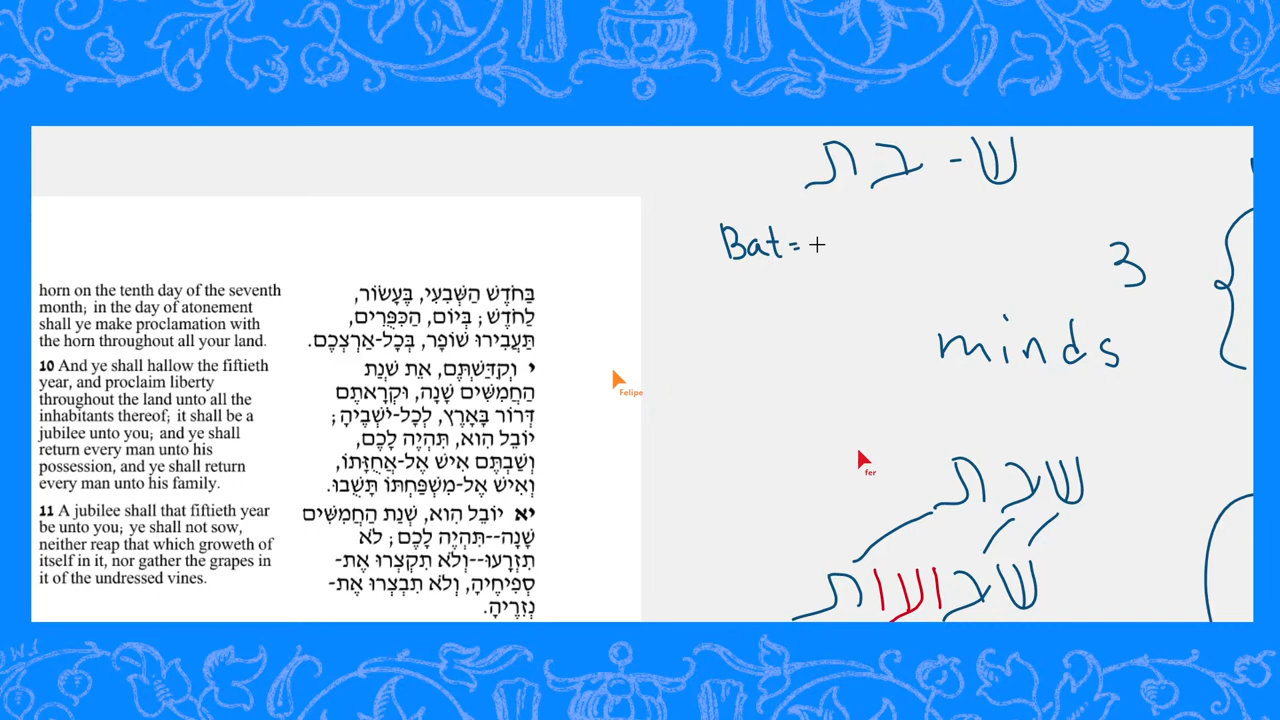 horn on the tenth day of the seventh
month; in the day of atonement
shall ye make proclamation with
the horn throughout all your land.
10 And ye shall hallow the fiftieth
year, and proclaim liberty
throughout the land unto all the
inhabitants thereof; it shall be a
jubilee unto you; and ye shall
return every man unto his
possession, and ye shall return
every man unto his family.
11 A jubilee shall that fiftieth year
be unto you; ye shall not sow,
neither reap that which groweth of
itself in it, nor gather the grapes in
it of the undressed vines.
בַּחֹדֶשׁ הַשְּׁבִעִי, בֶּעָשׂוֹר,
לַחֹדֶשׁ; בְּיוֹם, הַכִּפֻּרִים,
תַּעֲבִירוּ שׁוֹפָר, בְּכָל-אַרְצְכֶם.
י וְקִדַּשְׁתֶּם, אֵת שְׁנַת
הַחֲמִשִּׁים שָׁנָה, וּקְרָאתֶם
דְּרוֹר בָּאָרֶץ, לְכָל-יֹשְׁבֶיהָ;
יוֹבֵל הִוא, תִּהְיֶה לָכֶם,
וְשַׁבְתֶּם אִישׁ אֶל-אֲחֻזָּתוֹ,
וְאִישׁ אֶל-מִשְׁפַּחְתּוֹ תָּשֻׁבוּ.
יא יוֹבֵל הִוא, שְׁנַת הַחֲמִשִּׁים
שָׁנָה--תִּהְיֶה לָכֶם; לֹא
תִזְרָעוּ--וְלֹא תִקְצְרוּ אֶת-
סְפִיחֶיהָ, וְלֹא תִבְצְרוּ אֶת-
נְזִרֶיהָ.
Felipe
ש - בת
Bat =
3
minds
fer
שבת
שבועות